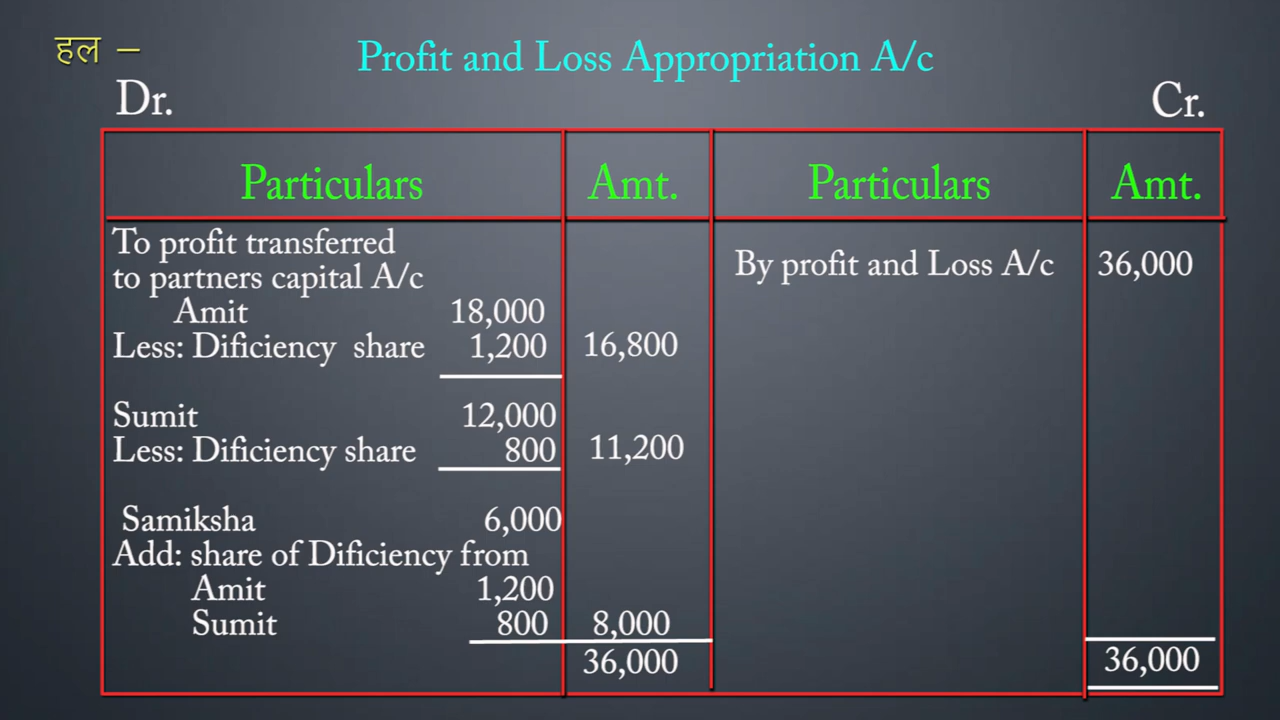 हल –
Profit and Loss Appropriation A/c
Dr.
Cr.
Particulars Amt. Particulars Amt.
To profit transferred
to partners capital A/c
By profit and Loss A/c 36,000
Amit 18,000
Less: Dificiency share 1,200 16,800
Sumit 12,000
Less: Dificiency share 800 11,200
Samiksha 6,000
Add: share of Dificiency from
Amit 1,200
Sumit 800 8,000
36,000 36,000